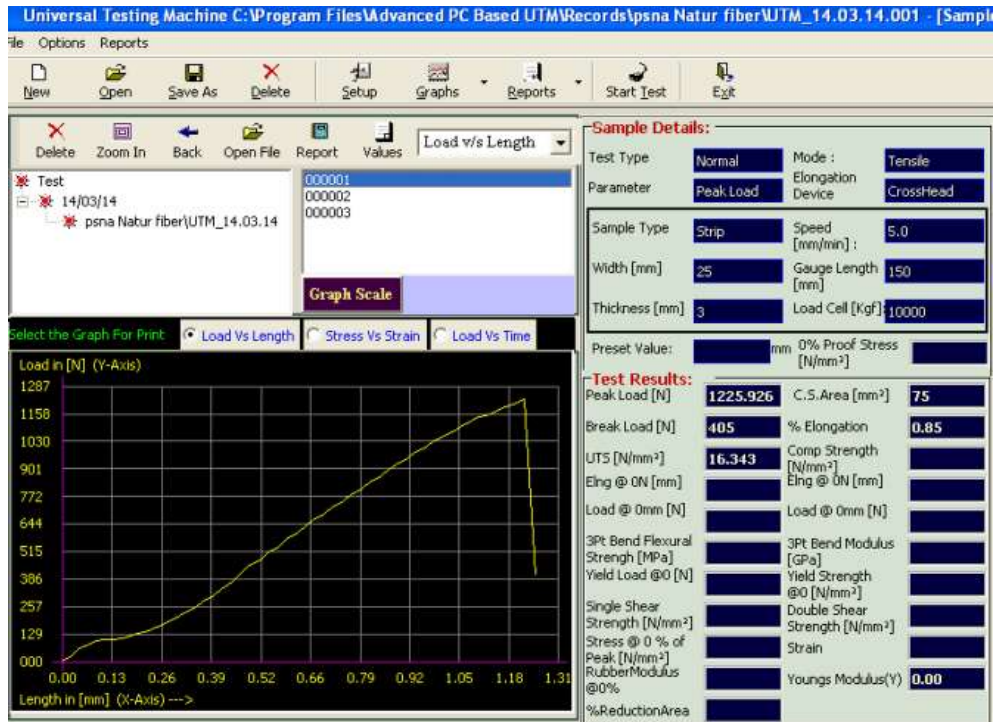 Universal Testing Machine C:\Program Files\Advanced PC Based UTM\Records\psna Natur fiber\UTM_14.03.14.001 - [Sample
File Options Reports
New Open Save As Delete Setup Graphs Reports Start Test Exit
Delete Zoom In Back Open File Report Values Load v/s Length
Test
14/03/14
psna Natur fiber\UTM_14.03.14
000001
000002
000003
Graph Scale
Select the Graph For Print Load Vs Length Stress Vs Strain Load Vs Time
Load in [N] (Y-Axis)
1287
1158
1030
901
772
644
515
386
257
129
000
0.00 0.13 0.26 0.39 0.52 0.66 0.79 0.92 1.05 1.18 1.31
Length in [mm] (X-Axis) --->
Sample Details:
Test Type Normal Mode : Tensile
Parameter Peak Load Elongation Device CrossHead
Sample Type Strip Speed [mm/min] : 5.0
Width [mm] 25 Gauge Length [mm] 150
Thickness [mm] 3 Load Cell [Kgf]: 10000
Preset Value: mm 0% Proof Stress [N/mm²]
Test Results:
Peak Load [N] 1225.926 C.S.Area [mm²] 75
Break Load [N] 405 % Elongation 0.85
UTS [N/mm²] 16.343 Comp Strength [N/mm²]
Elng @ 0N [mm] Elng @ 0N [mm]
Load @ 0mm [N] Load @ 0mm [N]
3Pt Bend Flexural Strengh [MPa] 3Pt Bend Modulus [GPa]
Yield Load @0 [N] Yield Strength @0 [N/mm²]
Single Shear Strength [N/mm²] Double Shear Strength [N/mm²]
Stress @ 0 % of Peak [N/mm²] Strain
RubberModulus @0% Youngs Modulus(Y) 0.00
%ReductionArea